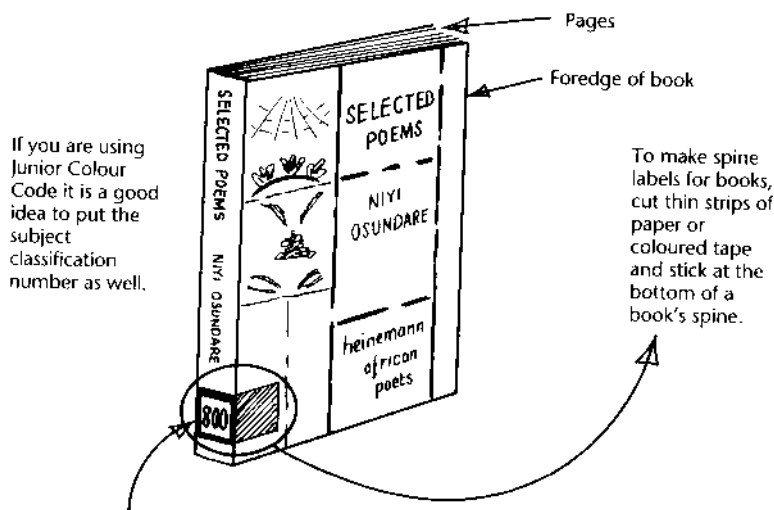 Pages
Foredge of book
If you are using
Junior Colour
Code it is a good
idea to put the
subject
classification
number as well.
SELECTED POEMS NIYI OSUNDARE
SELECTED
POEMS
NIYI
OSUNDARE
heinemann
african
poets
800
To make spine
labels for books,
cut thin strips of
paper or
coloured tape
and stick at the
bottom of a
book's spine.